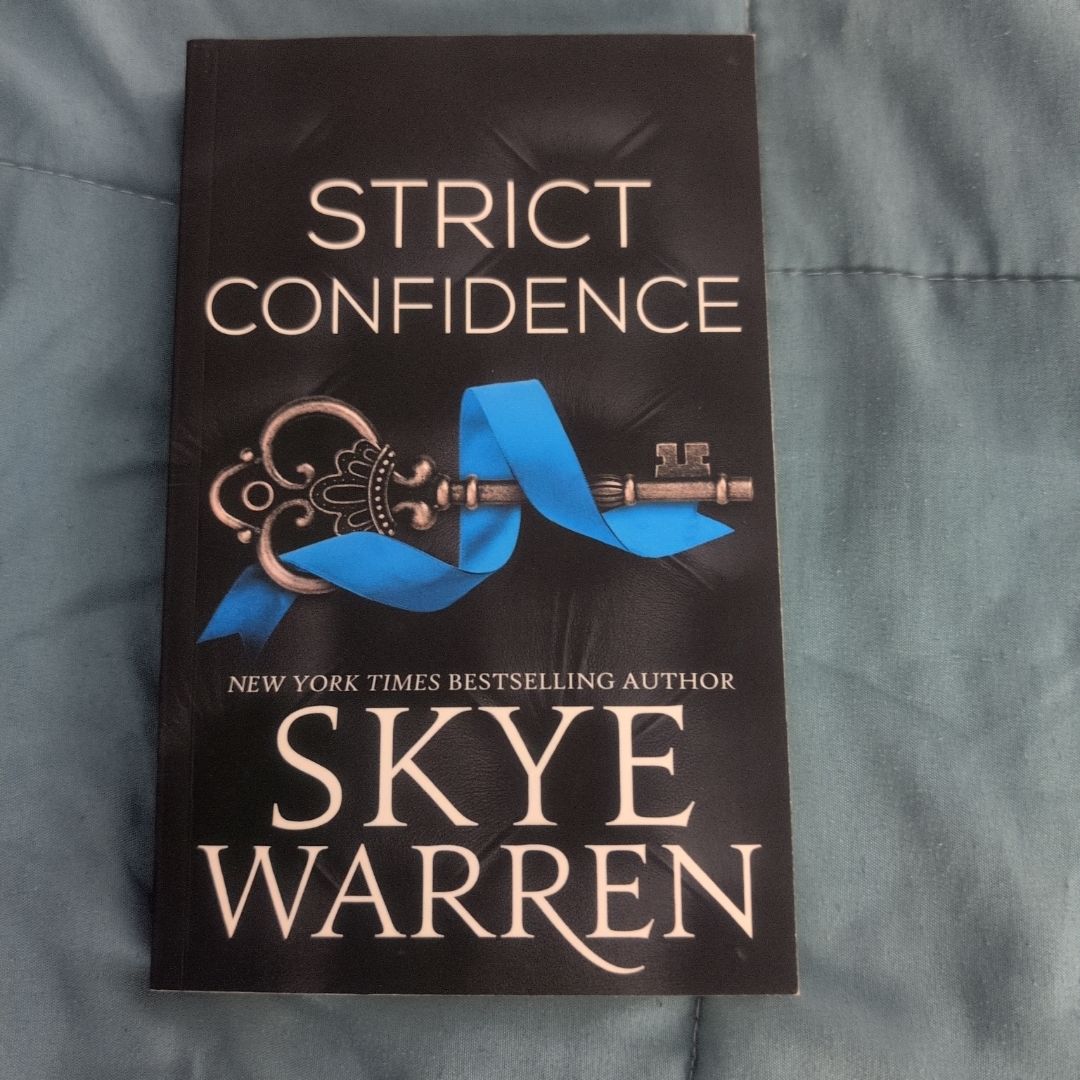 STRICT
CONFIDENCE
NEW YORK TIMES BESTSELLING AUTHOR
SKYE
WARREN